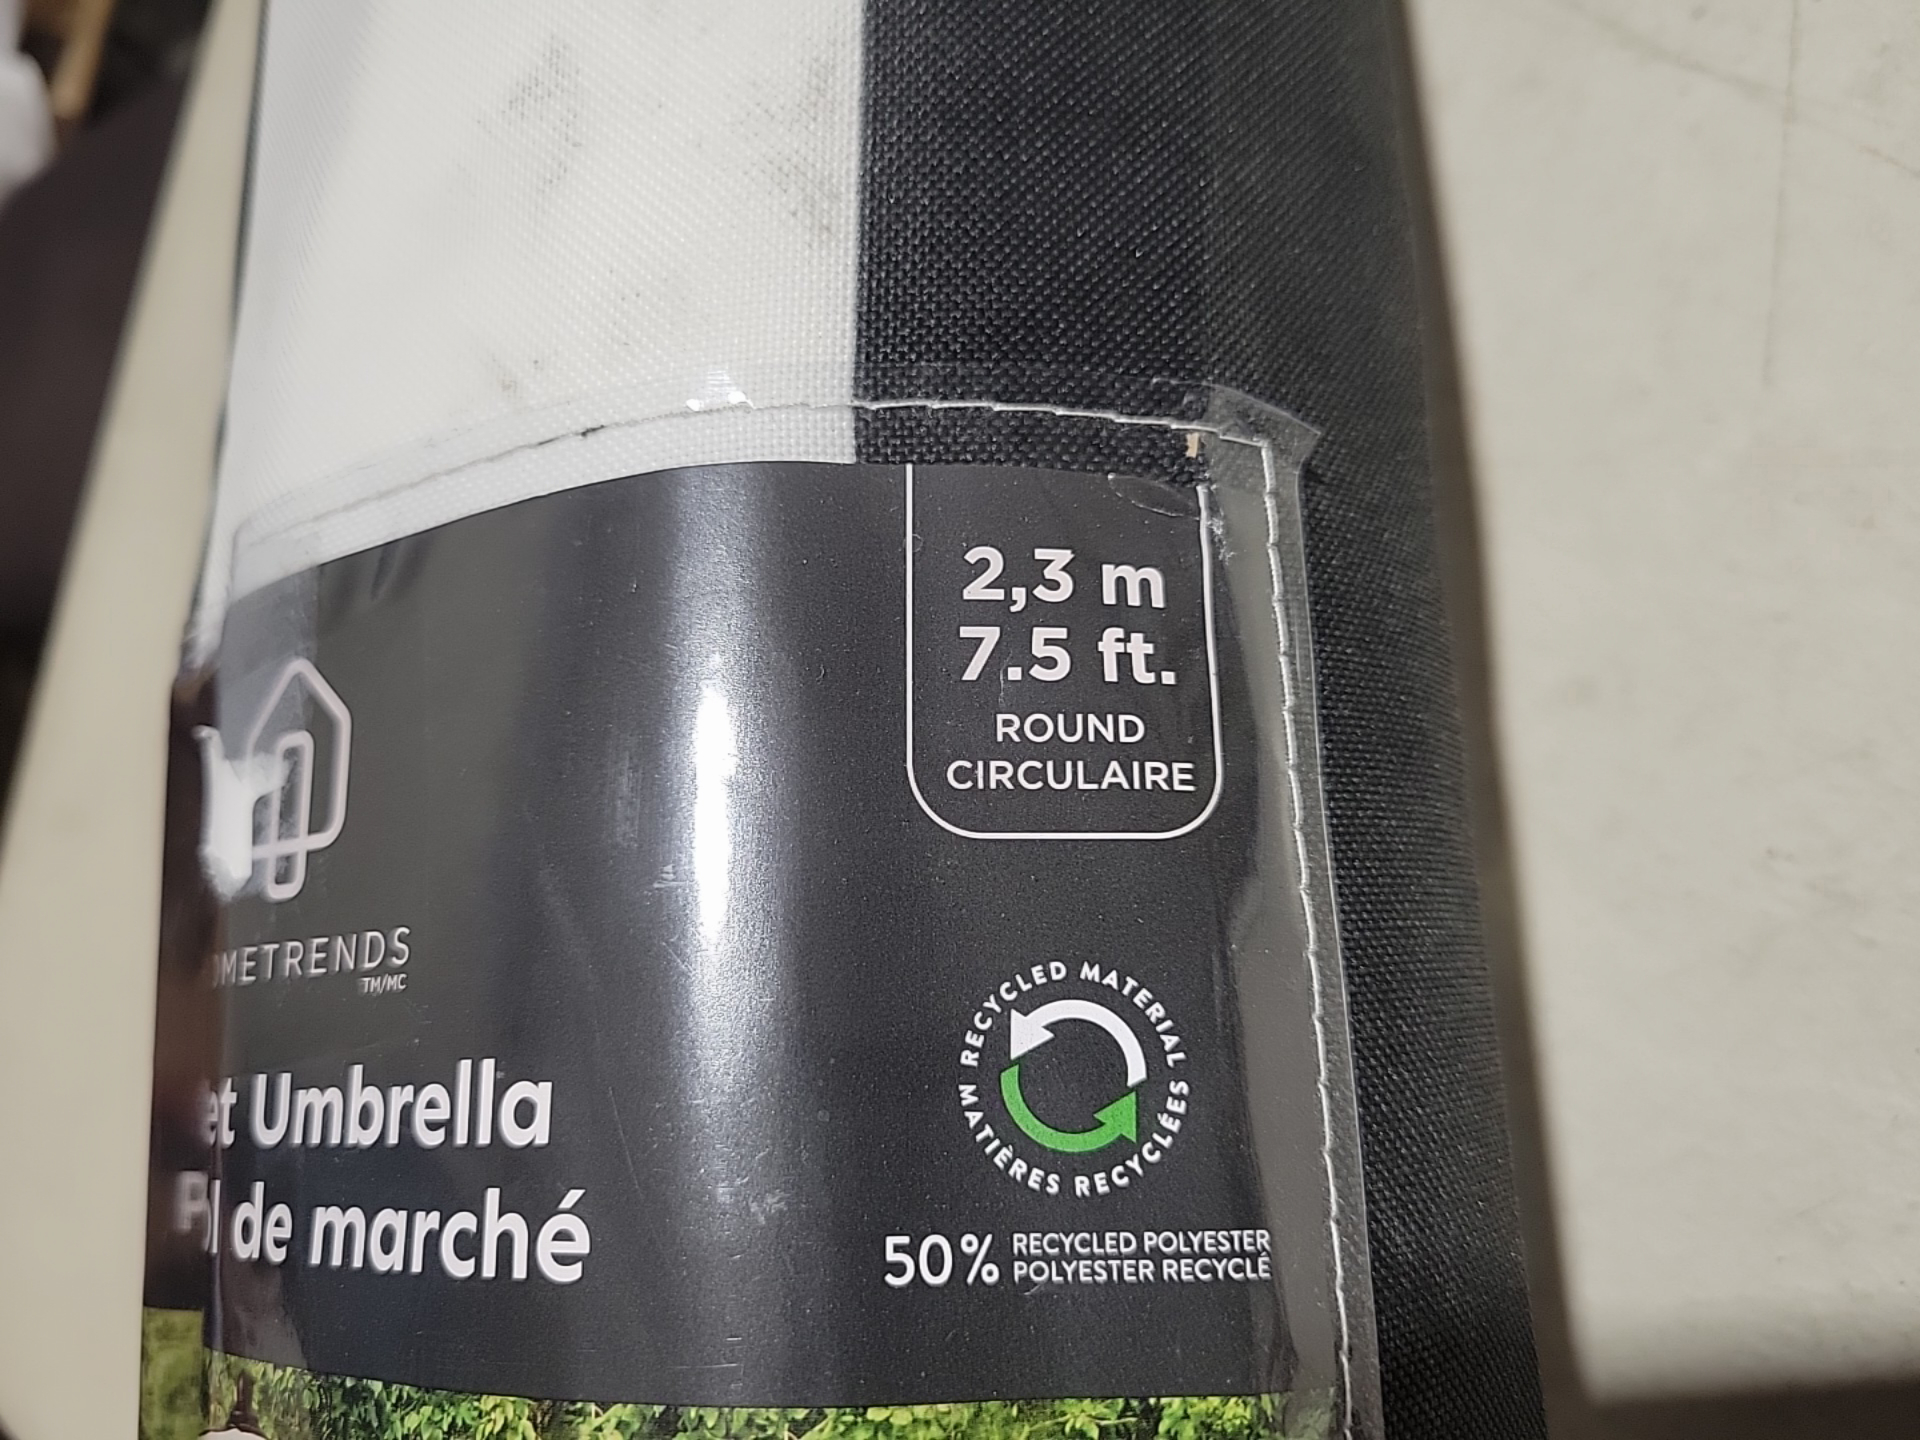 2,3 m
7.5 ft.
ROUND
CIRCULAIRE
OMETRENDS
TM/MC
et Umbrella
de marché
RECYCLED MATERIAL
MATIÈRES RECYCLÉES
50% RECYCLED POLYESTER
POLYESTER RECYCLÉ